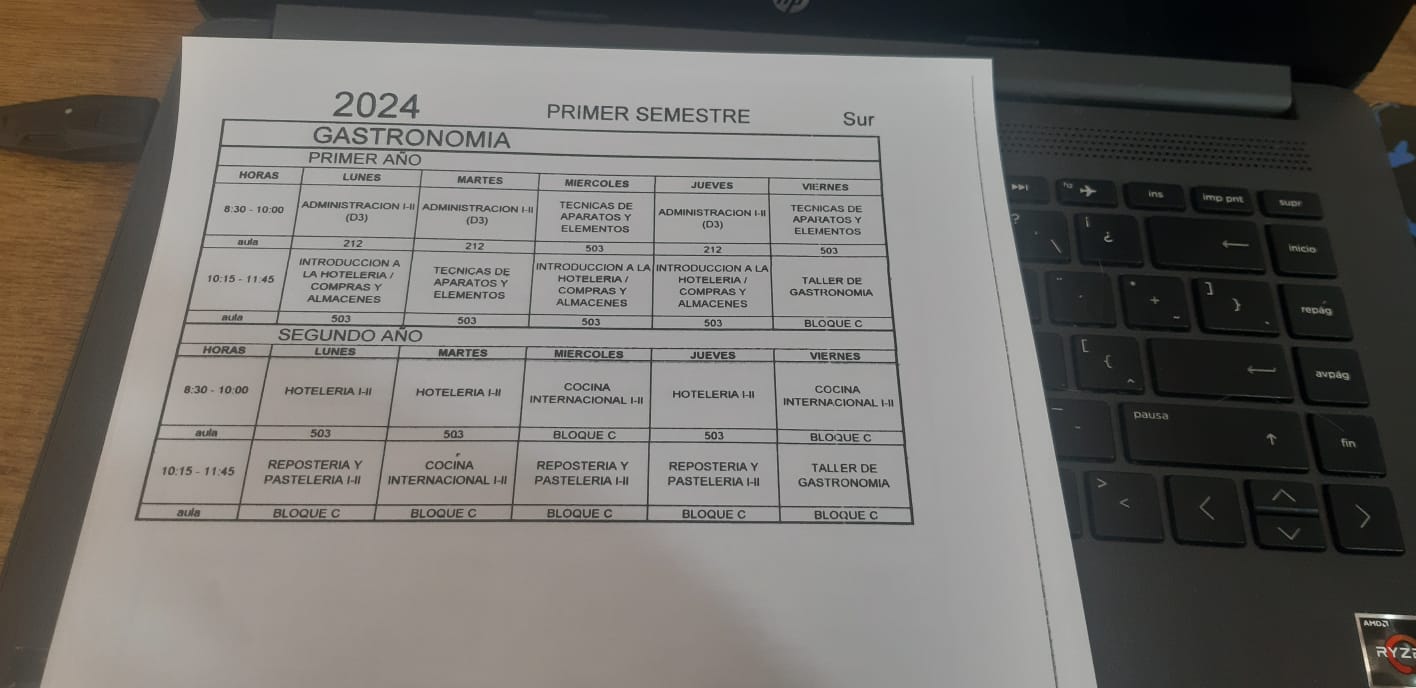 hp
2024 PRIMER SEMESTRE Sur
GASTRONOMIA
PRIMER AÑO
HORAS LUNES MARTES MIERCOLES JUEVES VIERNES
8:30 - 10:00 ADMINISTRACION I-II (D3) ADMINISTRACION I-II (D3) TECNICAS DE APARATOS Y ELEMENTOS ADMINISTRACION I-II (D3) TECNICAS DE APARATOS Y ELEMENTOS
aula 212 212 503 212 503
10:15 - 11:45 INTRODUCCION A LA HOTELERIA / COMPRAS Y ALMACENES TECNICAS DE APARATOS Y ELEMENTOS INTRODUCCION A LA HOTELERIA / COMPRAS Y ALMACENES INTRODUCCION A LA HOTELERIA / COMPRAS Y ALMACENES TALLER DE GASTRONOMIA
aula 503 503 503 503 BLOQUE C
SEGUNDO AÑO
HORAS LUNES MARTES MIERCOLES JUEVES VIERNES
8:30 - 10:00 HOTELERIA I-II HOTELERIA I-II COCINA INTERNACIONAL I-II HOTELERIA I-II COCINA INTERNACIONAL I-II
aula 503 503 BLOQUE C 503 BLOQUE C
10:15 - 11:45 REPOSTERIA Y PASTELERIA I-II COCINA INTERNACIONAL I-II REPOSTERIA Y PASTELERIA I-II REPOSTERIA Y PASTELERIA I-II TALLER DE GASTRONOMIA
aula BLOQUE C BLOQUE C BLOQUE C BLOQUE C BLOQUE C
f12 ins imp pnt supr
? \ ¡ ¿ inicio
* + ] } repág
[ { ^ avpág
pausa fin
> <
AMD
RYZE